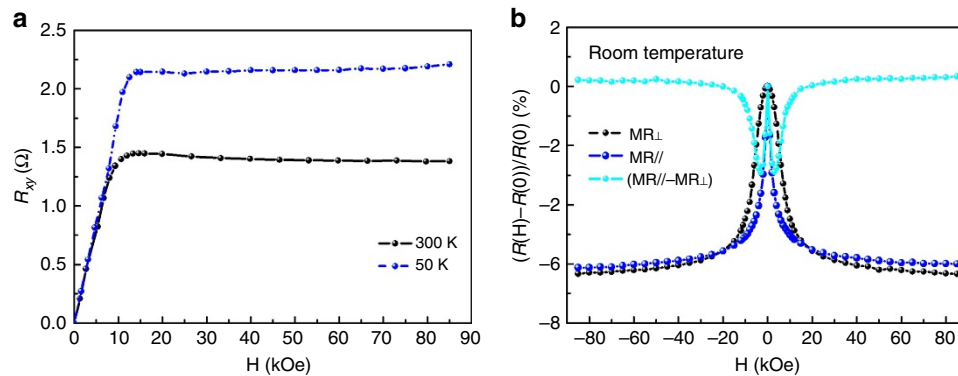 a
2.5
2.0
1.5
1.0
0.5
0.0
R_xy (Ω)
300 K
50 K
0 10 20 30 40 50 60 70 80 90
H (kOe)
b
2
0
–2
–2
–6
–8
(R(H)–R(0))/R(0) (%)
Room temperature
MR⊥
MR//
(MR//–MR⊥)
–80 –60 –40 –20 0 20 40 60 80
H (kOe)